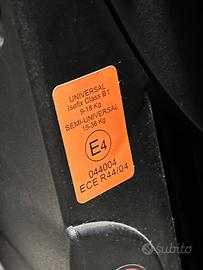 UNIVERSAL
Isofix Class B1
9-18 Kg
SEMI-UNIVERSAL
15-36 Kg
E4
044004
ECE R44/04
subito